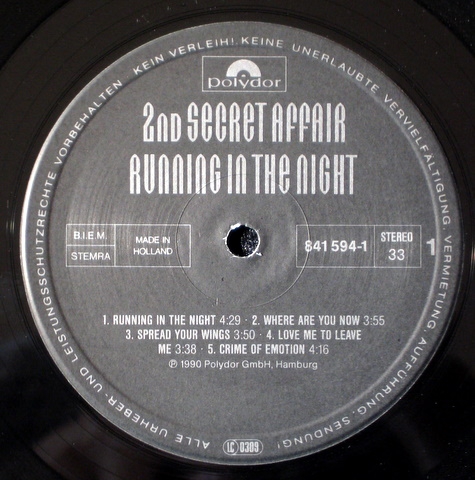 ALLE URHEBER- UND LEISTUNGSSCHUTZRECHTE VORBEHALTEN KEIN VERLEIH! KEINE UNERLAUBTE VERVIELFÄLTIGUNG, VERMIETUNG, AUFFÜHRUNG, SENDUNG!
polydor
2ND SECRET AFFAIR
RUNNING IN THE NIGHT
B.I.E.M.
STEMRA
MADE IN
HOLLAND
841 594-1
STEREO
33
1
1. RUNNING IN THE NIGHT 4:29 · 2. WHERE ARE YOU NOW 3:55
3. SPREAD YOUR WINGS 3:50 · 4. LOVE ME TO LEAVE
ME 3:38 · 5. CRIME OF EMOTION 4:16
℗ 1990 Polydor GmbH, Hamburg
LC 0309